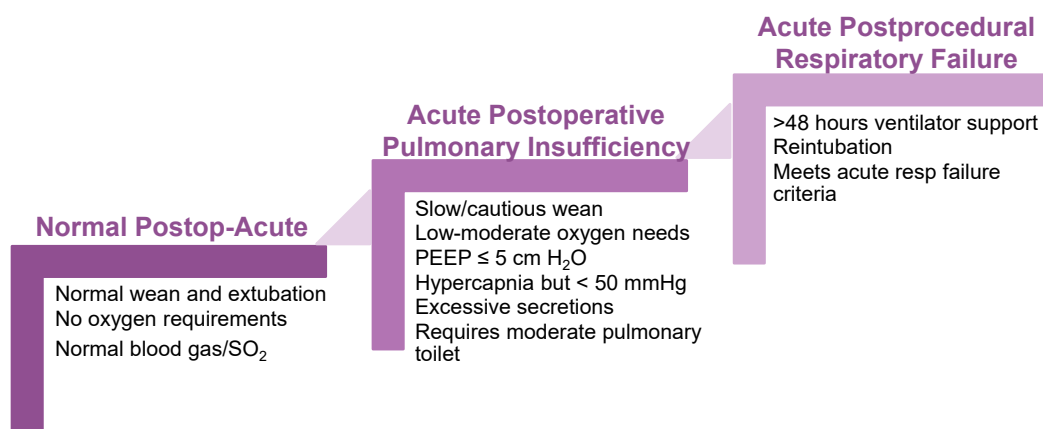 Normal Postop-Acute
Normal wean and extubation
No oxygen requirements
Normal blood gas/SO₂
Acute Postoperative
Pulmonary Insufficiency
Slow/cautious wean
Low-moderate oxygen needs
PEEP ≤ 5 cm H₂O
Hypercapnia but < 50 mmHg
Excessive secretions
Requires moderate pulmonary
toilet
Acute Postprocedural
Respiratory Failure
>48 hours ventilator support
Reintubation
Meets acute resp failure
criteria